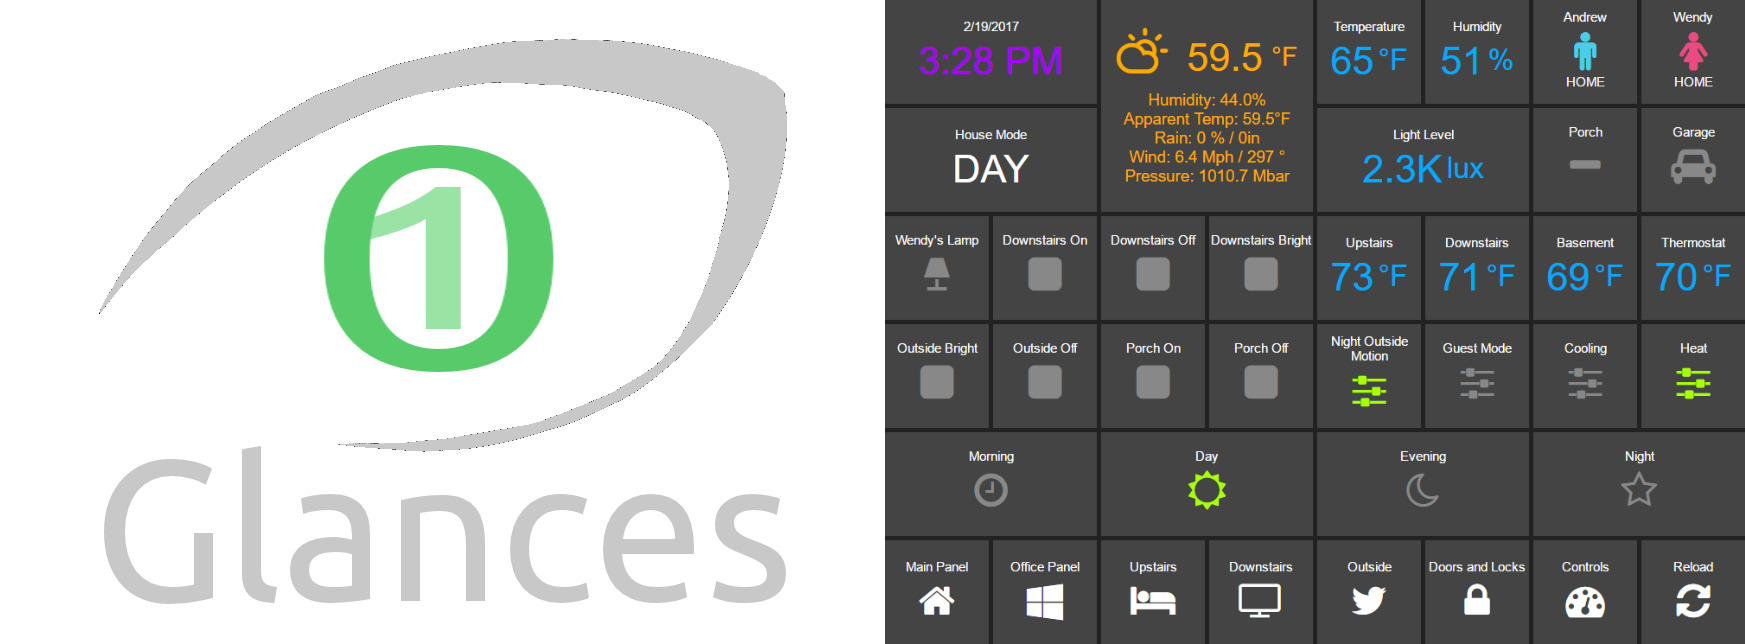 01
Glances
2/19/2017
3:28 PM
59.5 °F
Humidity: 44.0%
Apparent Temp: 59.5°F
Rain: 0 % / 0in
Wind: 6.4 Mph / 297 °
Pressure: 1010.7 Mbar
Temperature
65 °F
Humidity
51 %
Andrew
HOME
Wendy
HOME
House Mode
DAY
Light Level
2.3K lux
Porch
Garage
Wendy's Lamp
Downstairs On
Downstairs Off
Downstairs Bright
Upstairs
73 °F
Downstairs
71 °F
Basement
69 °F
Thermostat
70 °F
Outside Bright
Outside Off
Porch On
Porch Off
Night Outside
Motion
Guest Mode
Cooling
Heat
Morning
Day
Evening
Night
Main Panel
Office Panel
Upstairs
Downstairs
Outside
Doors and Locks
Controls
Reload